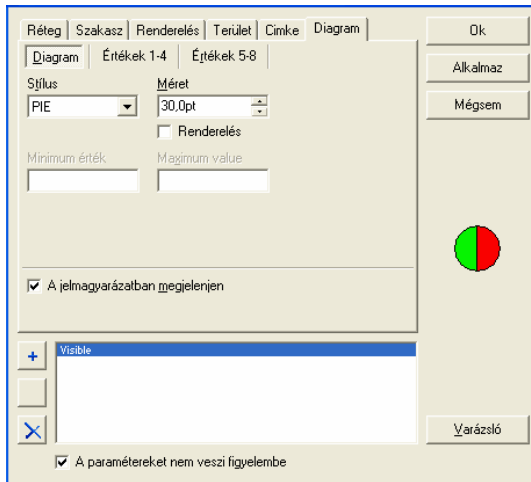 Réteg Szakasz Renderelés Terület Cimke Diagram
Diagram Értékek 1-4 Értékek 5-8
Stílus Méret
PIE 30,0pt
Renderelés
Minimum érték Maximum value
A jelmagyarázatban megjelenjen
Ok
Alkalmaz
Mégsem
+ Visible
Varázsló
A paramétereket nem veszi figyelembe